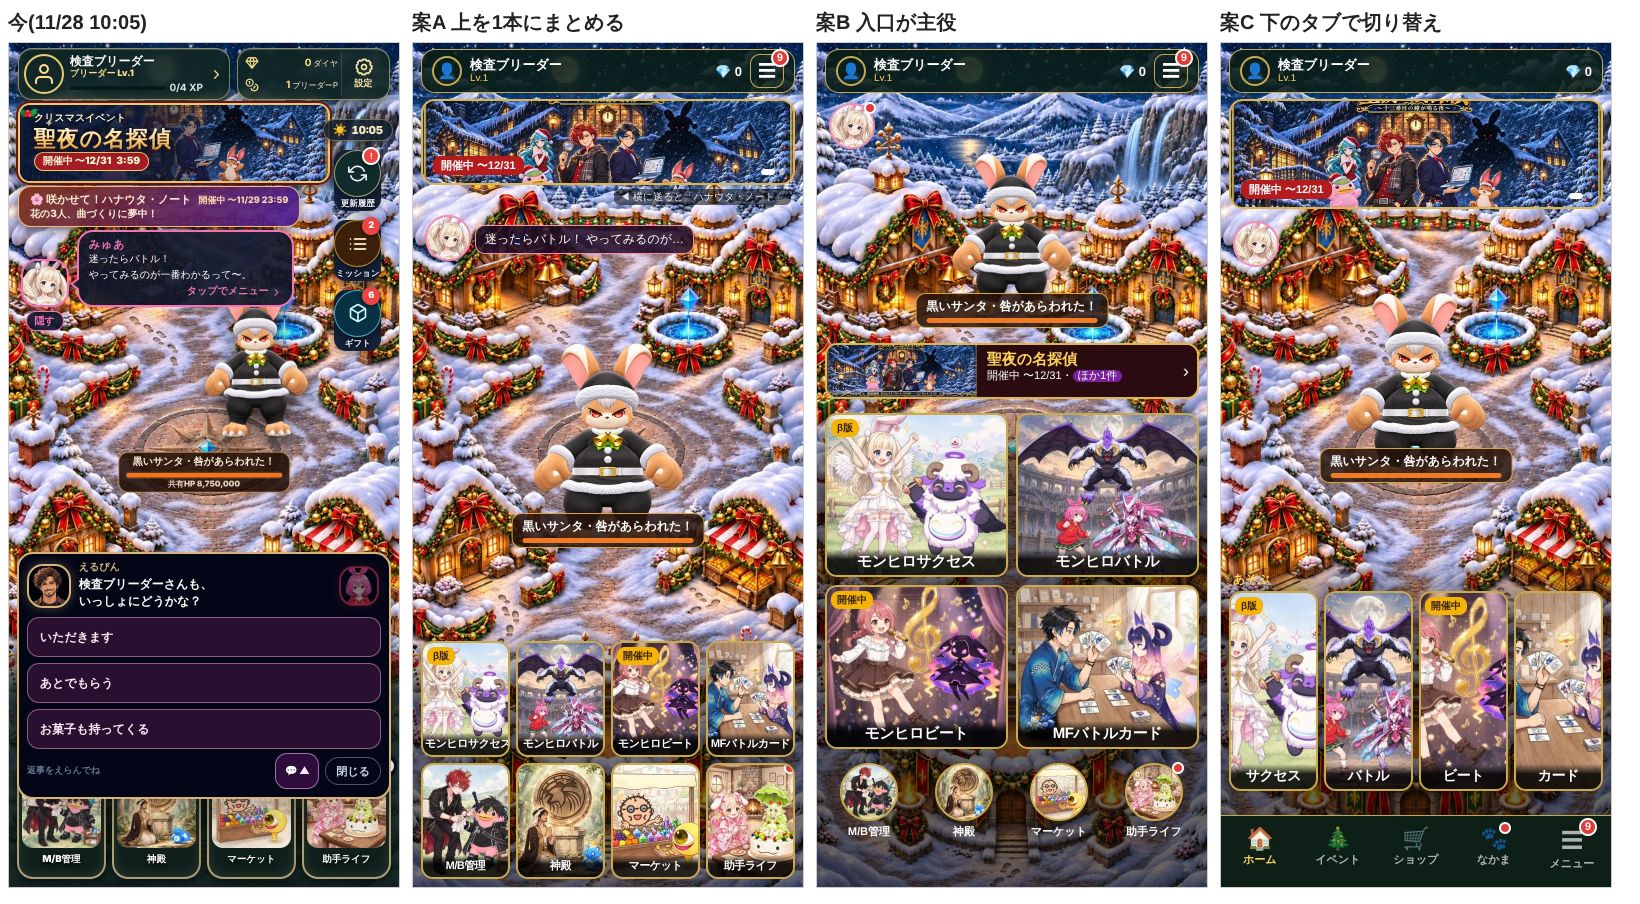 今(11/28 10:05)
検査ブリーダー
ブリーダー Lv.1
0/4 XP
0 ダイヤ
1 ブリーダーP
設定
クリスマスイベント
聖夜の名探偵
開催中 〜12/31 3:59
10:05
!
更新履歴
🌸 咲かせて！ハナウタ・ノート 開催中 〜11/29 23:59
花の3人、曲づくりに夢中！
みゅあ
迷ったらバトル！
やってみるのが一番わかるって〜。
タップでメニュー ›
隠す
2
ミッション
6
ギフト
黒いサンタ・咎があらわれた！
共有HP 8,750,000
えるびん
検査ブリーダーさんも、
いっしょにどうかな？
いただきます
あとでもらう
お菓子も持ってくる
返事をえらんでね
💬▲
閉じる
M/B管理
神殿
マーケット
助手ライフ
案A 上を1本にまとめる
検査ブリーダー
Lv.1
💎 0
9
開催中 〜12/31
◀ 横に送ると「ハナウタ・ノート」
迷ったらバトル！ やってみるのが…
黒いサンタ・咎があらわれた！
β版
モンヒロサクセス
モンヒロバトル
開催中
モンヒロビート
MFバトルカード
M/B管理
神殿
マーケット
助手ライフ
案B 入口が主役
検査ブリーダー
Lv.1
💎 0
9
黒いサンタ・咎があらわれた！
聖夜の名探偵
開催中 〜12/31・ほか1件
›
β版
モンヒロサクセス
モンヒロバトル
開催中
モンヒロビート
MFバトルカード
M/B管理
神殿
マーケット
助手ライフ
案C 下のタブで切り替え
検査ブリーダー
Lv.1
💎 0
開催中 〜12/31
黒いサンタ・咎があらわれた！
あそぶ
β版
サクセス
バトル
開催中
ビート
カード
ホーム
イベント
ショップ
なかま
9
メニュー